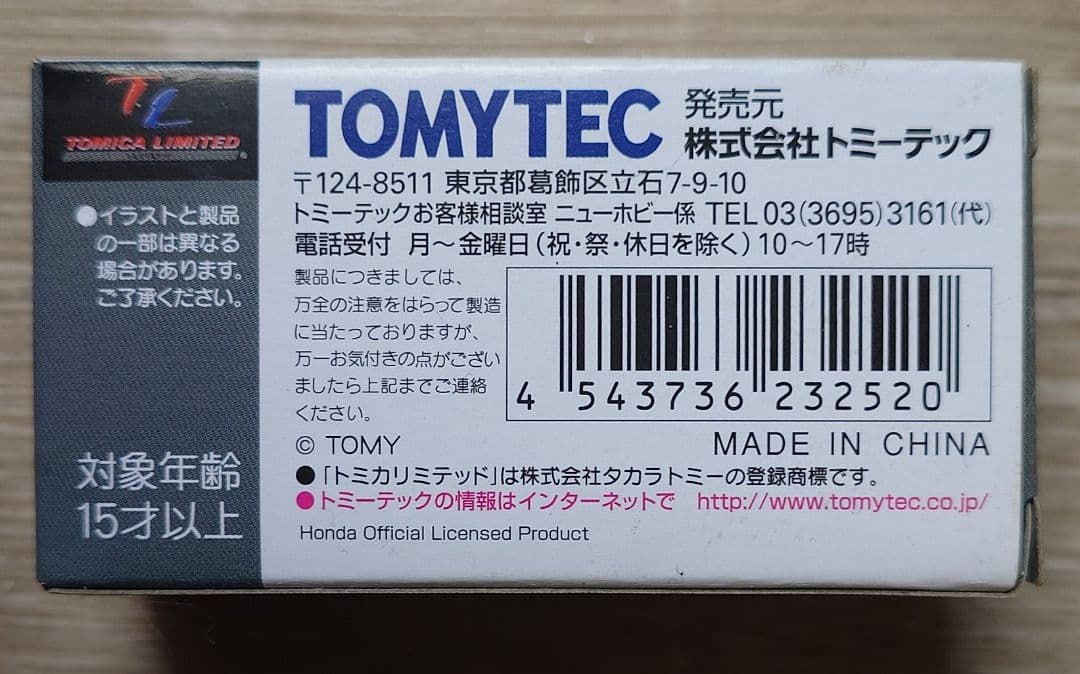 TL
TOMICA LIMITED
●イラストと製品
の一部は異なる
場合があります。
ご了承ください。
対象年齢
15才以上
TOMYTEC 発売元
株式会社トミーテック
〒124-8511 東京都葛飾区立石7-9-10
トミーテックお客様相談室 ニューホビー係 TEL 03(3695)3161(代)
電話受付 月～金曜日(祝・祭・休日を除く)10～17時
製品につきましては、
万全の注意をはらって製造
に当たっておりますが、
万一お気付きの点がござい
ましたら上記までご連絡
ください。
4 543736 232520
© TOMY MADE IN CHINA
●「トミカリミテッド」は株式会社タカラトミーの登録商標です。
●トミーテックの情報はインターネットで http://www.tomytec.co.jp/
Honda Official Licensed Product